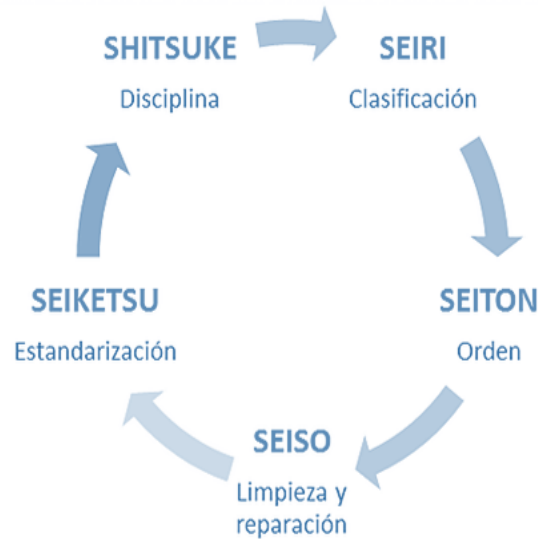 SHITSUKE
Disciplina
SEIRI
Clasificación
SEITON
Orden
SEISO
Limpieza y
reparación
SEIKETSU
Estandarización